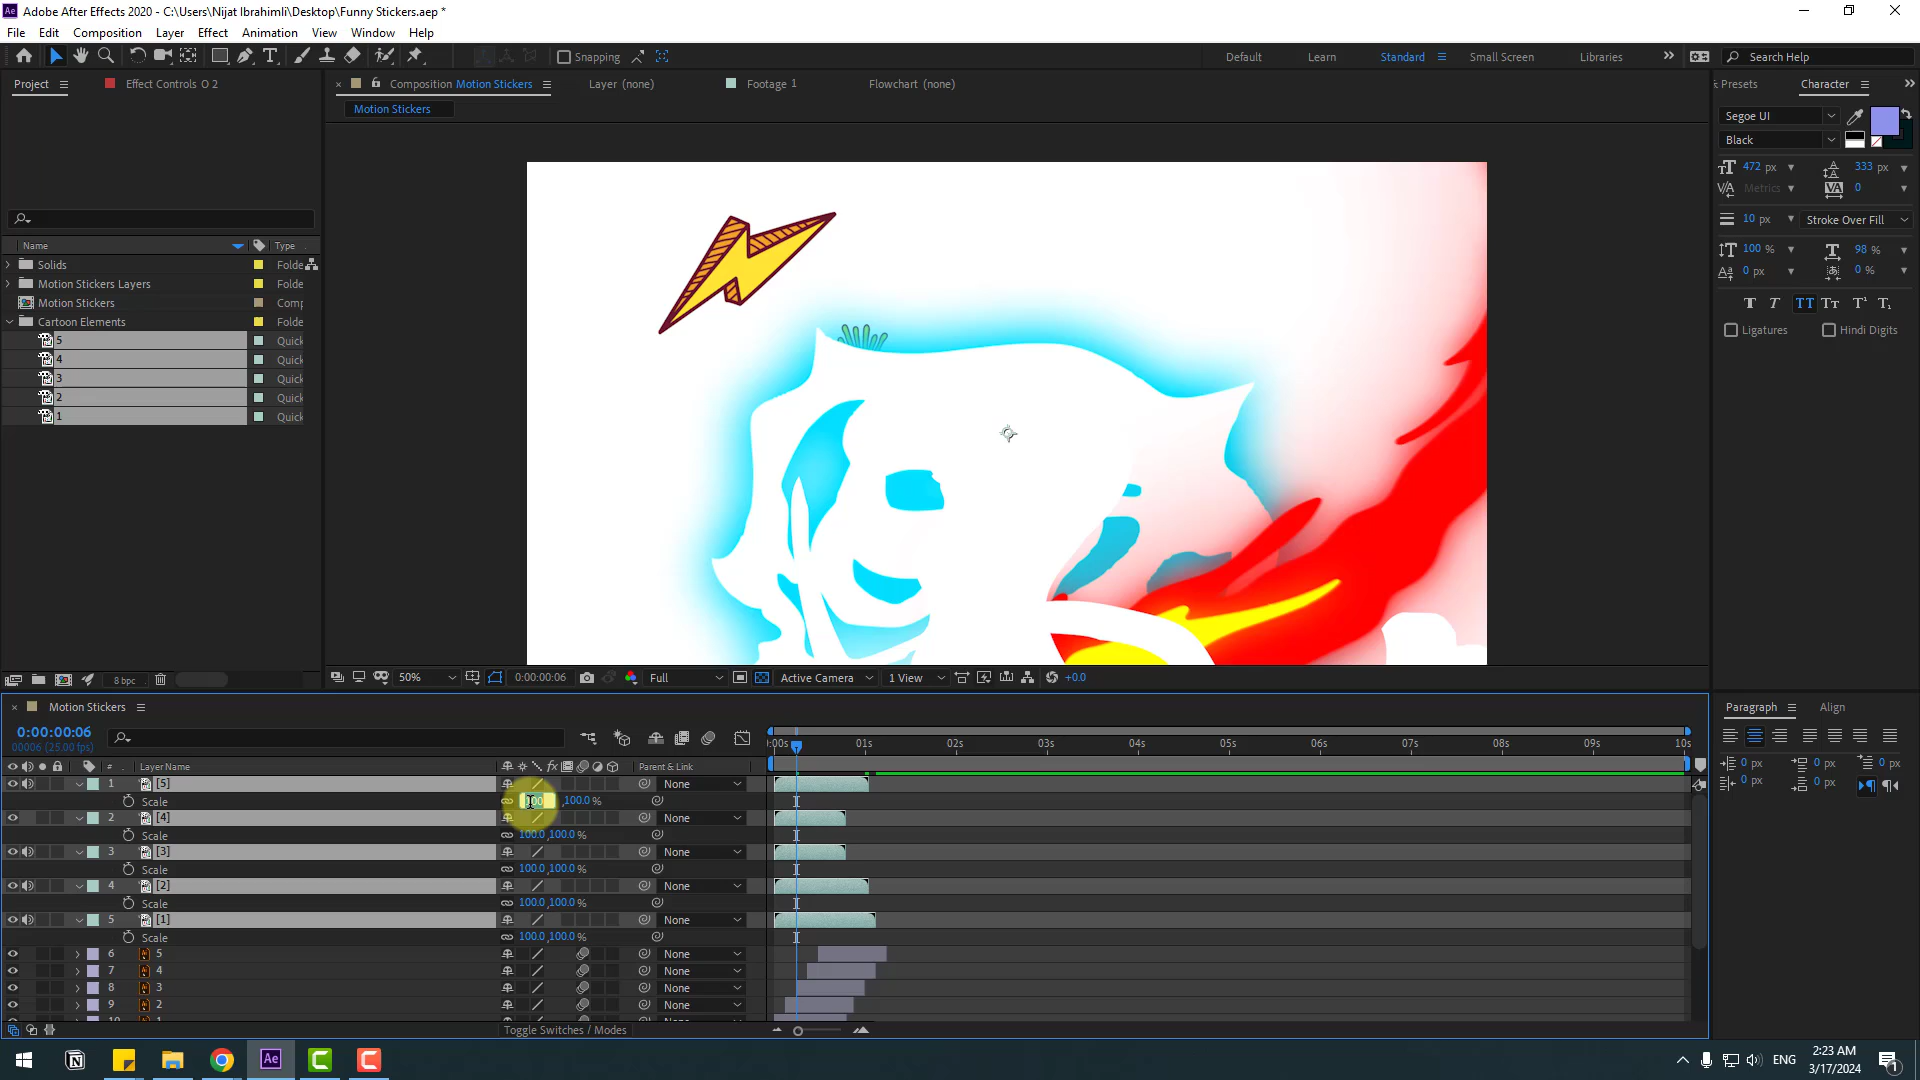 Adobe After Effects 2020 - C:\Users\Nijat Ibrahimli\Desktop\Funny Stickers.aep *
File Edit Composition Layer Effect Animation View Window Help
Snapping Default Learn Standard Small Screen Libraries Search Help
Project Effect Controls O 2 Composition Motion Stickers Layer (none) Footage 1 Flowchart (none) Presets Character
Motion Stickers
Segoe UI
Black
472 px 333 px
Metrics 0
10 px Stroke Over Fill
100 % 98 %
0 px 0 %
Ligatures Hindi Digits
Name Type
Solids Folde
Motion Stickers Layers Folde
Motion Stickers Comp
Cartoon Elements Folde
5 Quick
4 Quick
3 Quick
2 Quick
1 Quick
8 bpc 50% 0:00:00:06 Full Active Camera 1 View +0.0
Motion Stickers
0:00:00:06
00006 (25.00 fps)
:00s 01s 02s 03s 04s 05s 06s 07s 08s 09s 10s
# Layer Name Parent & Link
1 [5] None
Scale 100 ,100.0 %
2 [4] None
Scale 100.0 ,100.0 %
3 [3] None
Scale 100.0 ,100.0 %
4 [2] None
Scale 100.0 ,100.0 %
5 [1] None
Scale 100.0 ,100.0 %
6 5 None
7 4 None
8 3 None
9 2 None
Toggle Switches / Modes
Paragraph Align
0 px 0 px 0 px
0 px 0 px
ENG 2:23 AM
3/17/2024